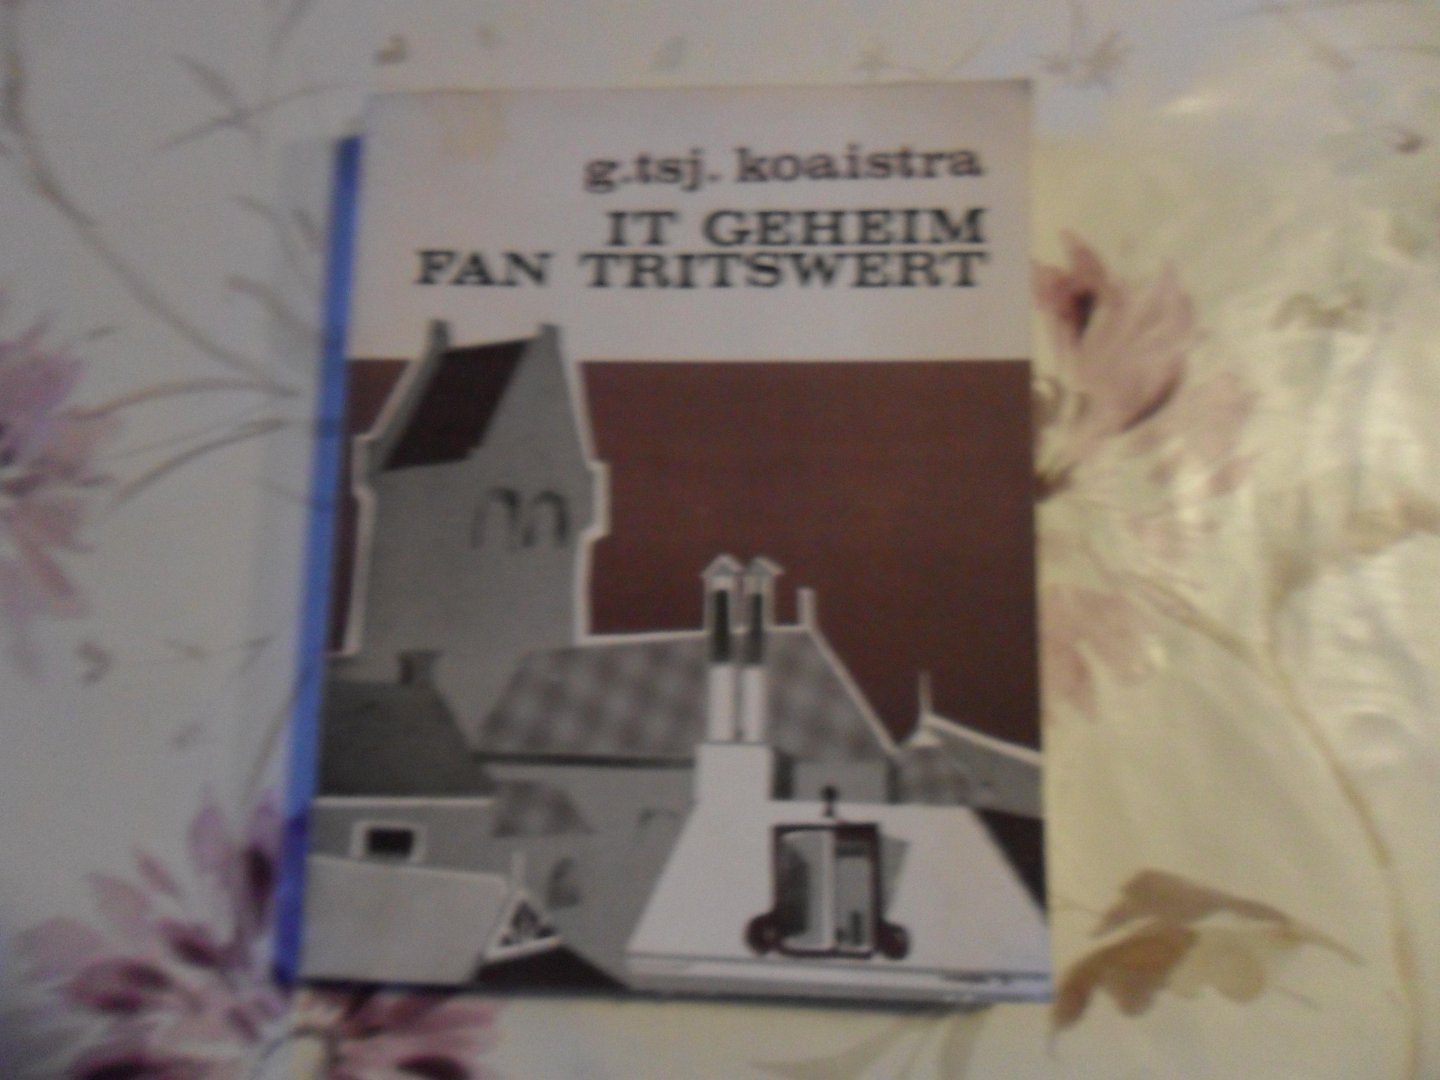 g. tsj. koaistra
IT GEHEIM
FAN TRITSWERT